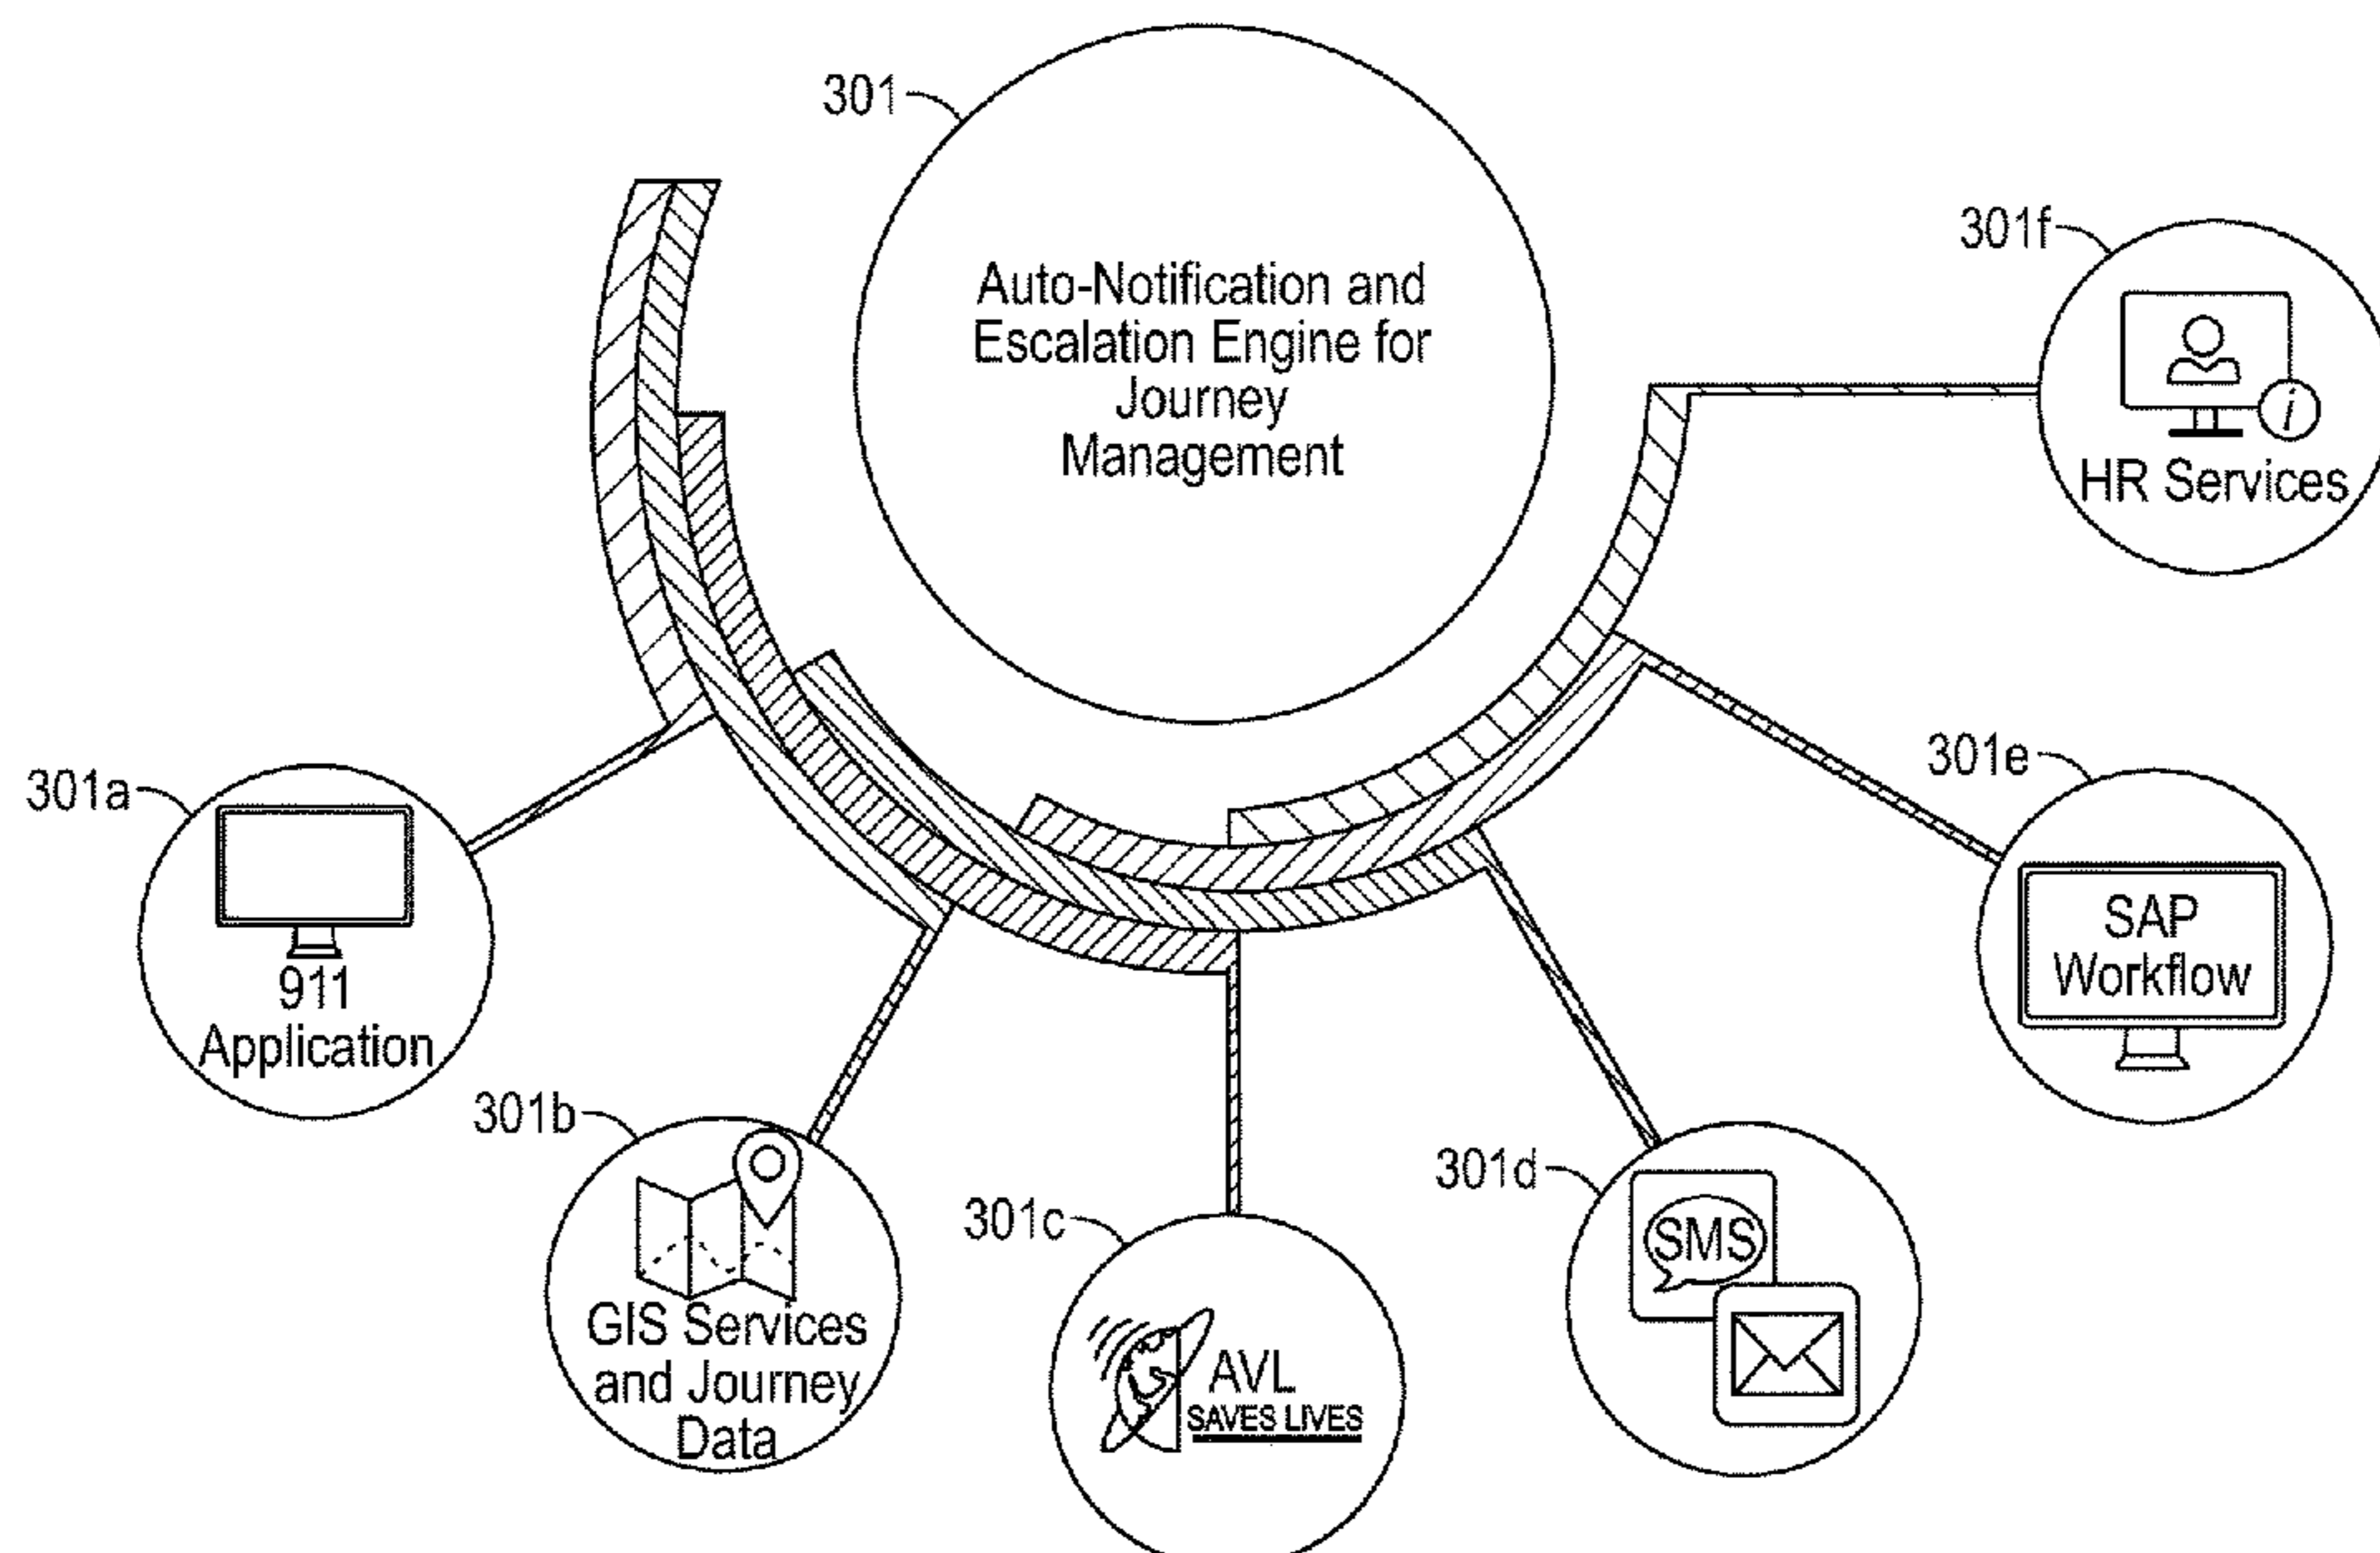 301
Auto-Notification and
Escalation Engine for
Journey
Management
301f
i
HR Services
301a
911
Application
301e
SAP
Workflow
301b
GIS Services
and Journey
Data
301c
AVL
SAVES LIVES
301d
SMS